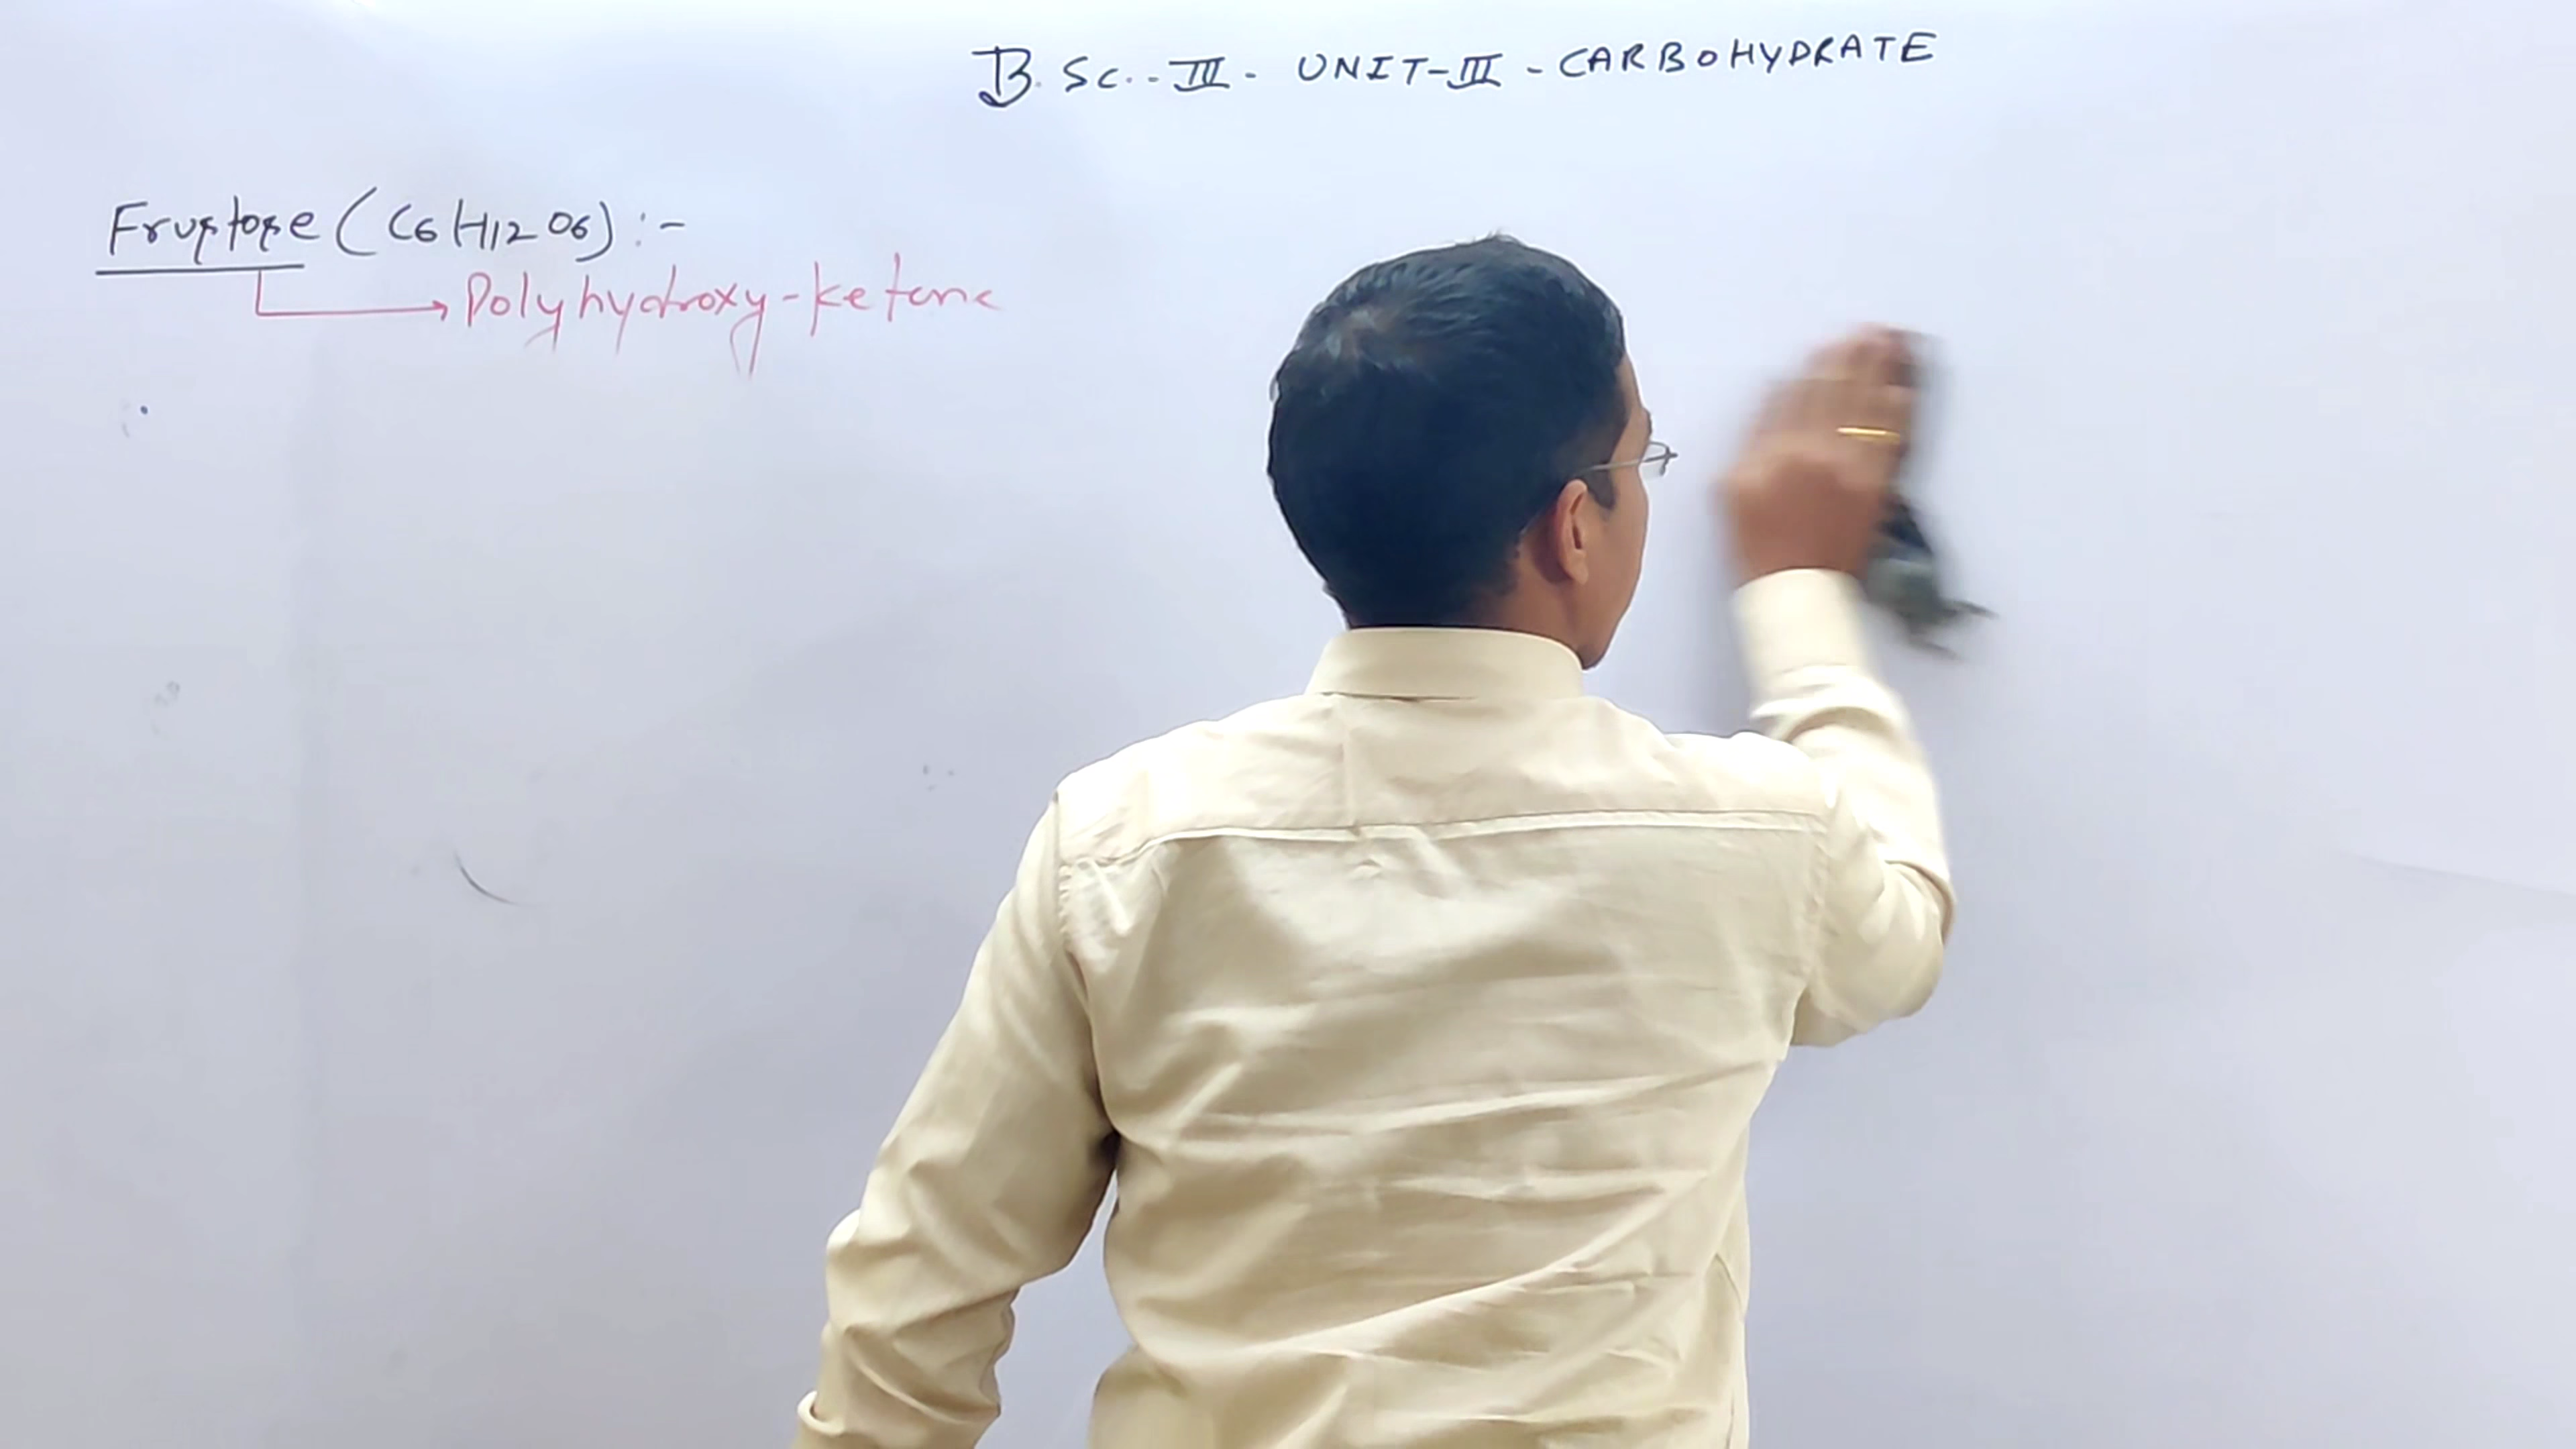 B.Sc.-III- UNIT-III-CARBOHYDRATE
Fructose (C6H12O6):-
→ Polyhydroxy-ketone